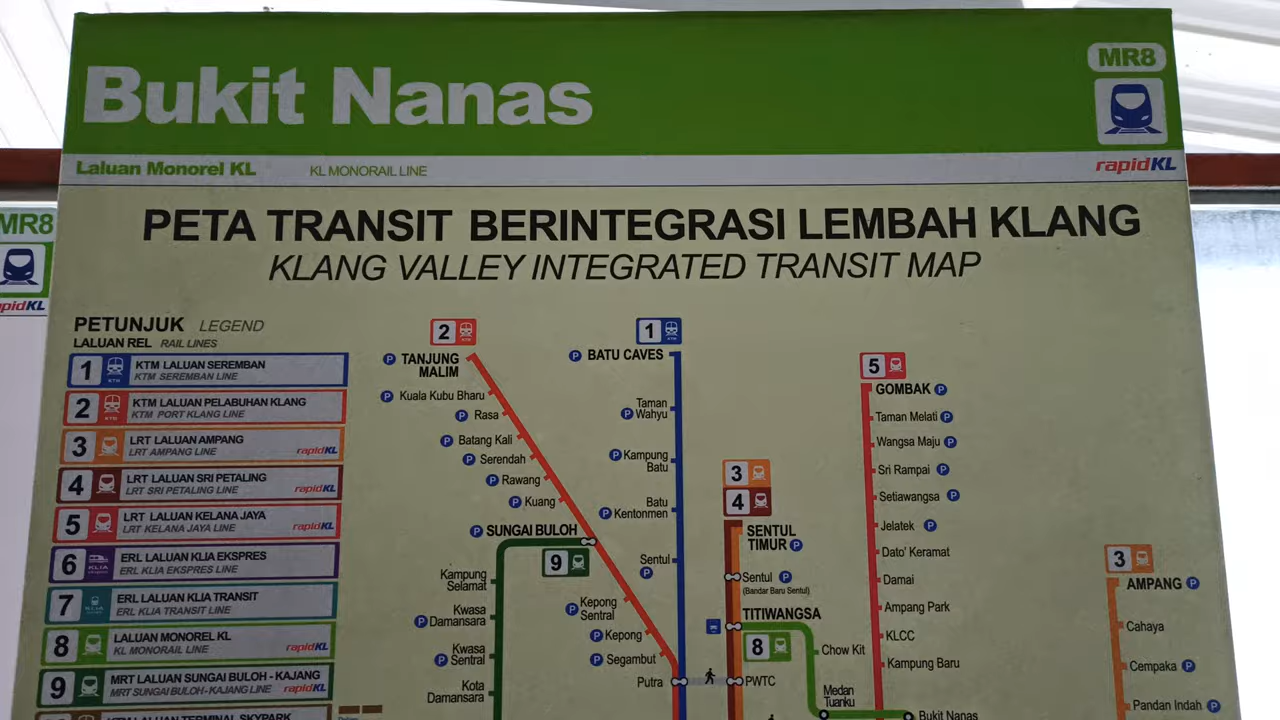 Bukit Nanas
MR8
Laluan Monorel KL KL MONORAIL LINE
rapidKL
MR8
rapidKL
PETA TRANSIT BERINTEGRASI LEMBAH KLANG
KLANG VALLEY INTEGRATED TRANSIT MAP
PETUNJUK LEGEND
LALUAN REL RAIL LINES
1 KTM KTM LALUAN SEREMBAN
KTM SEREMBAN LINE
2 KTM KTM LALUAN PELABUHAN KLANG
KTM PORT KLANG LINE
3 LRT LALUAN AMPANG
LRT AMPANG LINE rapidKL
4 LRT LALUAN SRI PETALING
LRT SRI PETALING LINE rapidKL
5 LRT LALUAN KELANA JAYA
LRT KELANA JAYA LINE rapidKL
6 ERL LALUAN KLIA EKSPRES
ERL KLIA EKSPRES LINE
7 ERL LALUAN KLIA TRANSIT
ERL KLIA TRANSIT LINE
8 LALUAN MONOREL KL
KL MONORAIL LINE rapidKL
9 MRT LALUAN SUNGAI BULOH - KAJANG
MRT SUNGAI BULOH - KAJANG LINE rapidKL
KTM LALUAN TERMINAL SKYPARK
2
P TANJUNG
MALIM
P Kuala Kubu Bharu
P Rasa
P Batang Kali
P Serendah
P Rawang
P Kuang
P SUNGAI BULOH
9
Kampung
Selamat
Kwasa
P Damansara
Kwasa
P Sentral
Kota
Damansara
Kepong
P Sentral
P Kepong
P Segambut
Putra
1
P BATU CAVES
Taman
P Wahyu
P Kampung
Batu
Batu
P Kentonmen
Sentul
P
3
4
SENTUL
TIMUR P
Sentul P
(Bandar Baru Sentul)
TITIWANGSA
8
Chow Kit
PWTC
Medan
Tuanku
Bukit Nanas
5
GOMBAK P
Taman Melati P
Wangsa Maju P
Sri Rampai P
Setiawangsa P
Jelatek P
Dato' Keramat
Damai
Ampang Park
KLCC
Kampung Baru
3
AMPANG P
Cahaya
Cempaka P
Pandan Indah P